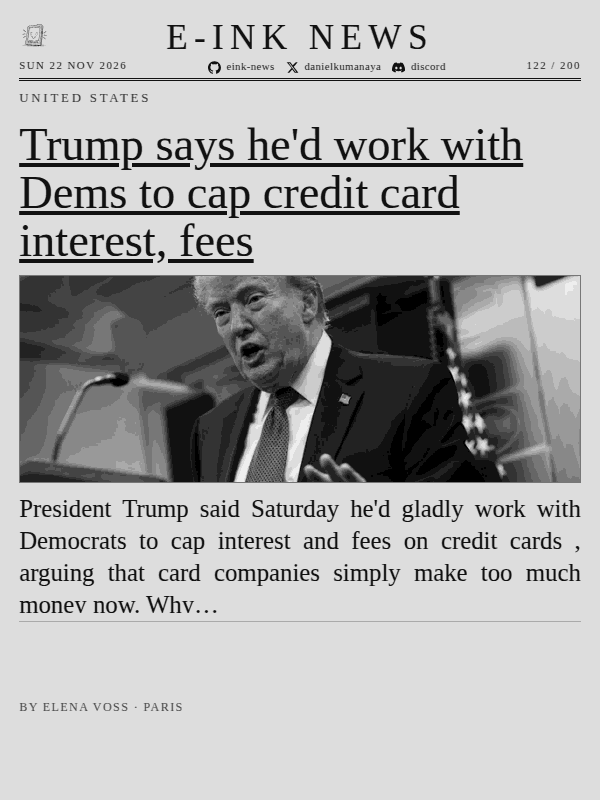 E-INK NEWS
SUN 22 NOV 2026
eink-news
danielkumanaya
discord
122 / 200
UNITED STATES
Trump says he'd work with
Dems to cap credit card
interest, fees
President Trump said Saturday he'd gladly work with
Democrats to cap interest and fees on credit cards ,
arguing that card companies simply make too much
money now. Why…
BY ELENA VOSS · PARIS